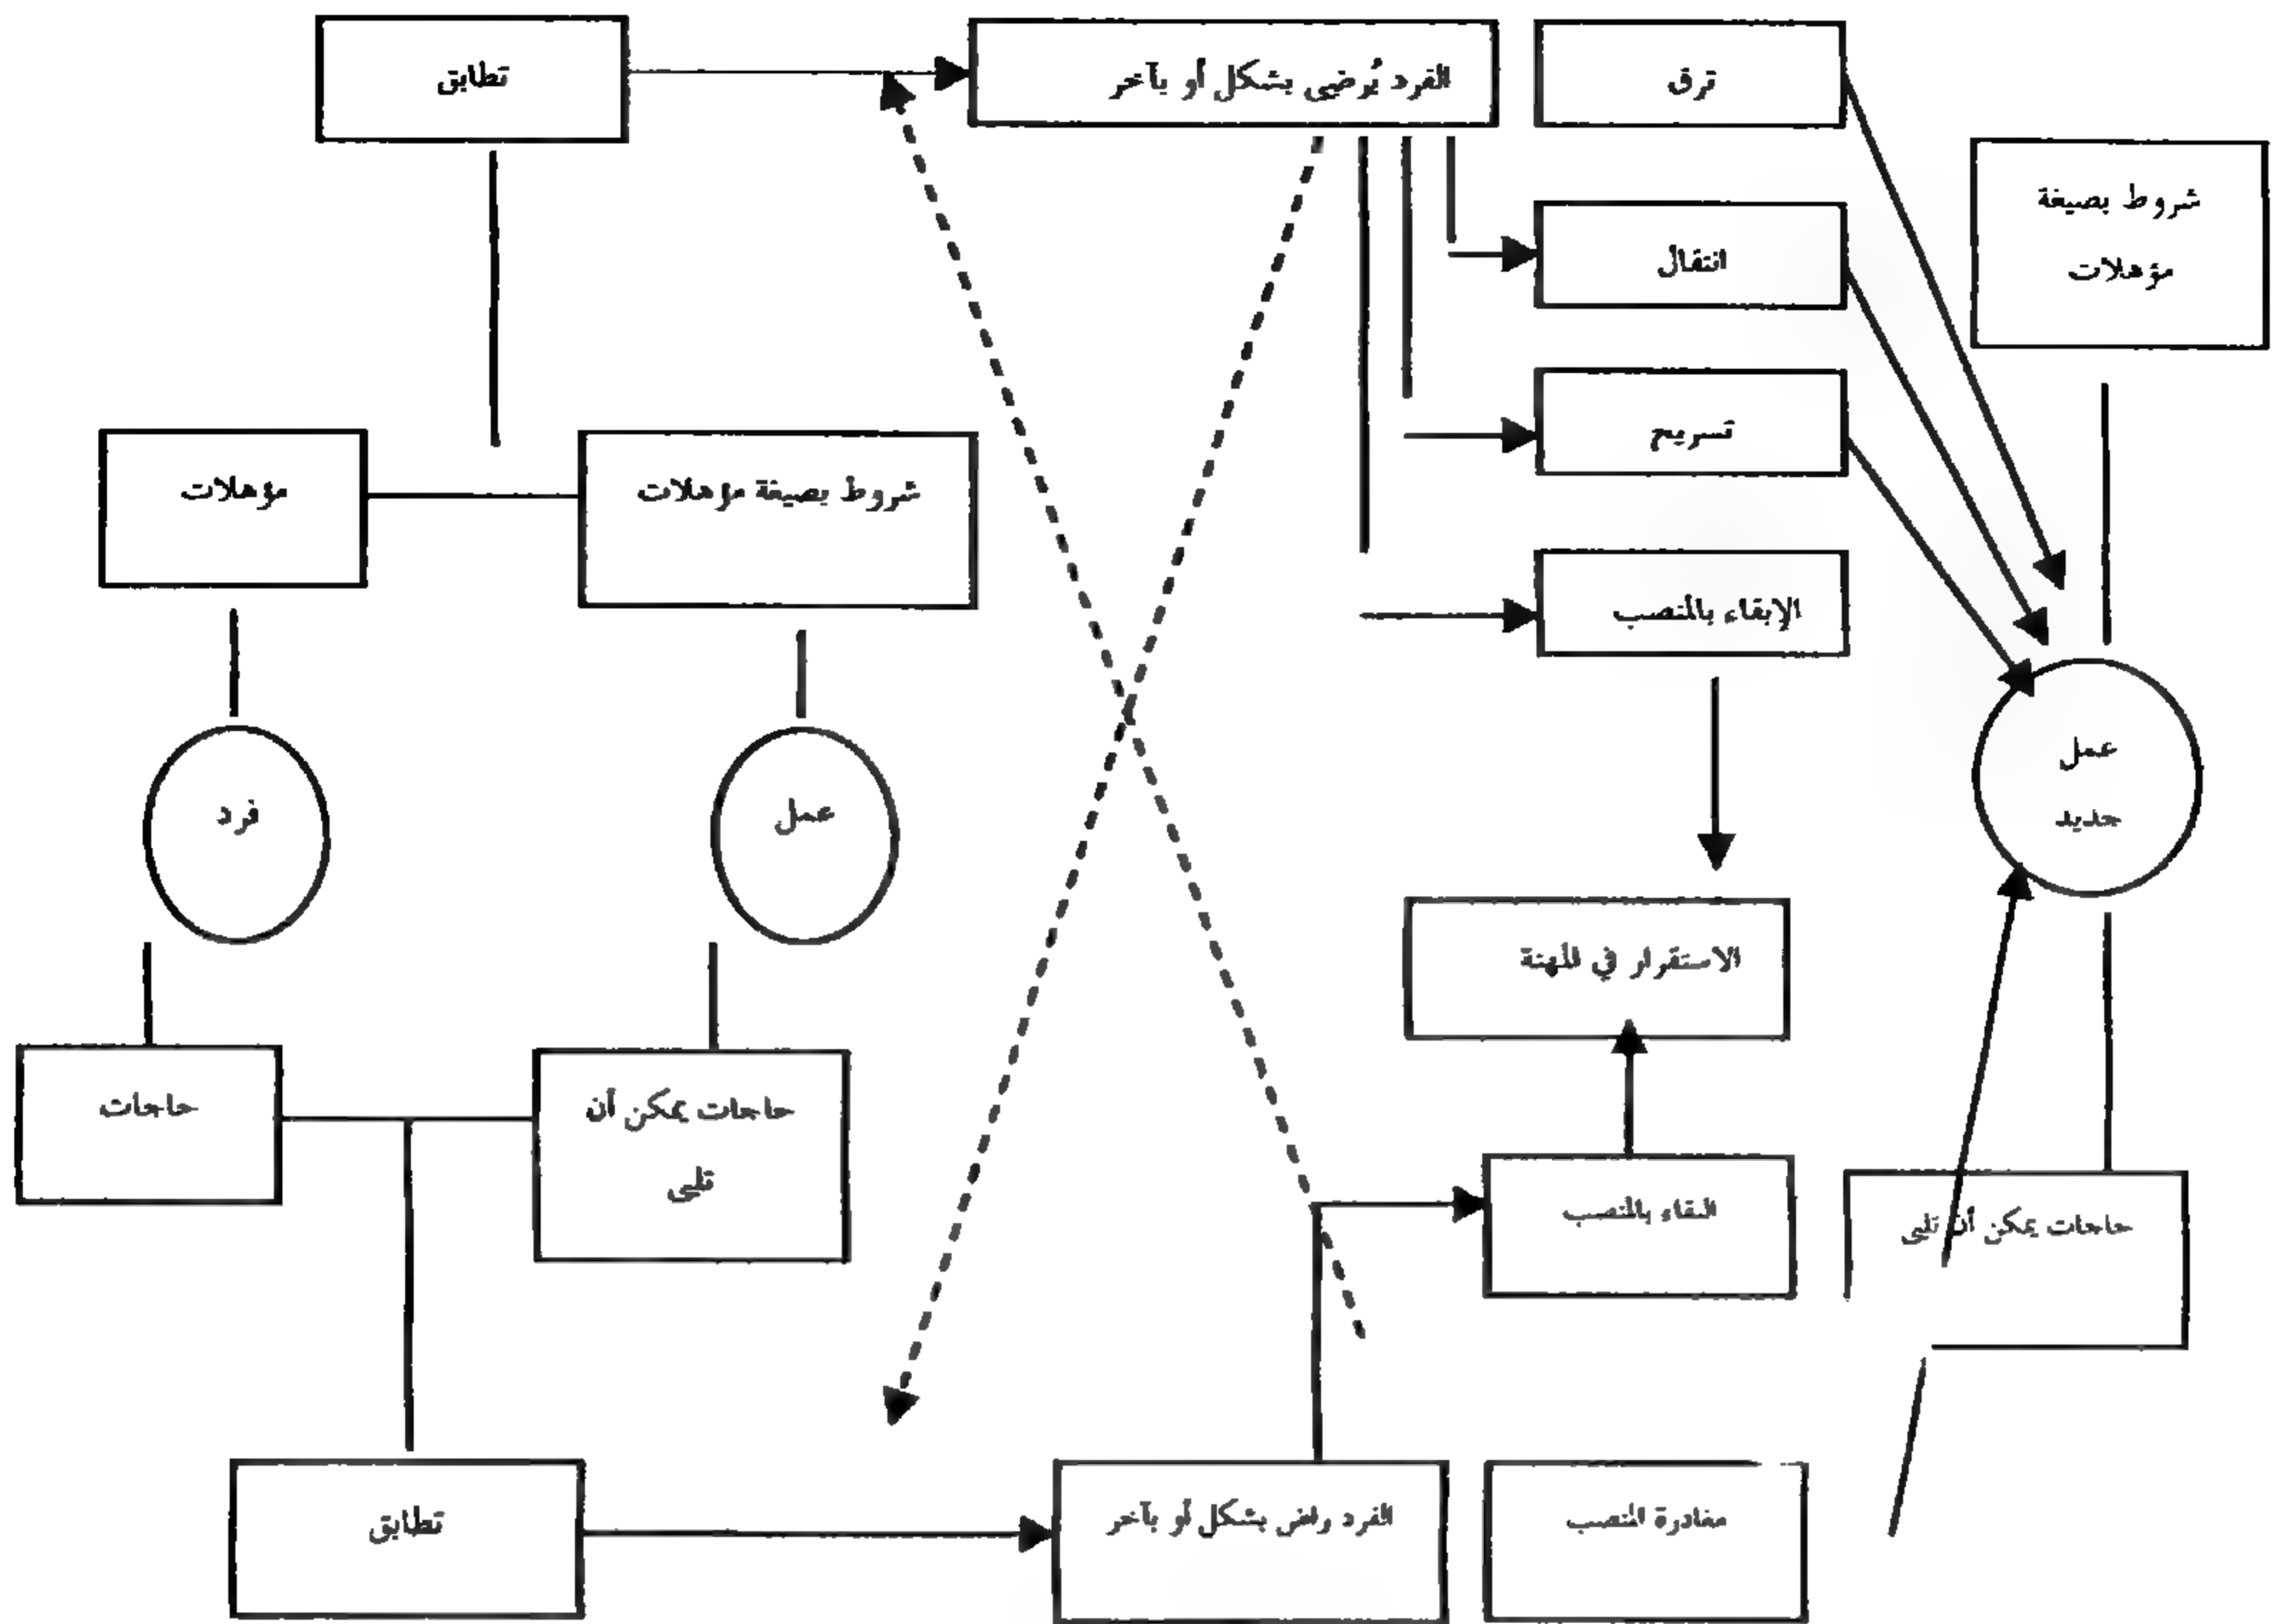 تطابق
الفرد يُرضي بشكل أو بآخر
ترق
شروط بصيغة
مؤهلات
انتقال
تسريح
مؤهلات
شروط بصيغة مؤهلات
الإبقاء بالمنصب
عمل
جديد
فرد
عمل
الاستقرار في المهنة
حاجات
حاجات يمكن أن
تلبى
البقاء بالمنصب
حاجات يمكن أن تلبى
تطابق
الفرد راض بشكل أو بآخر
مغادرة المنصب